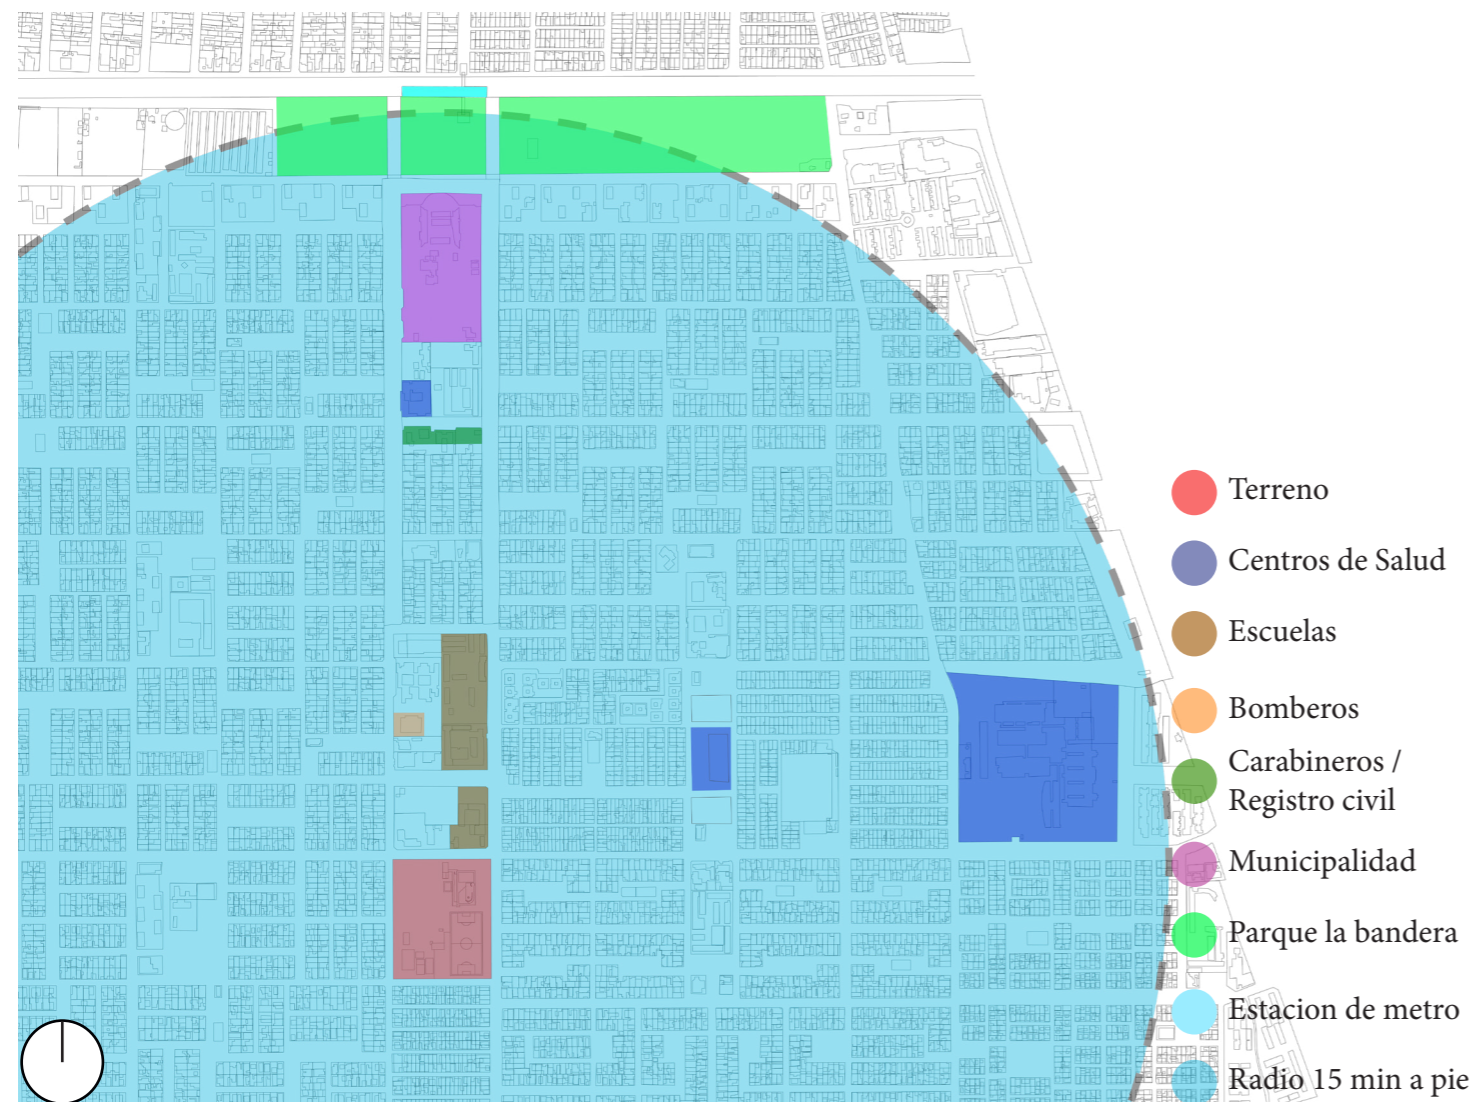 Terreno
Centros de Salud
Escuelas
Bomberos
Carabineros /
Registro civil
Municipalidad
Parque la bandera
Estacion de metro
Radio 15 min a pie